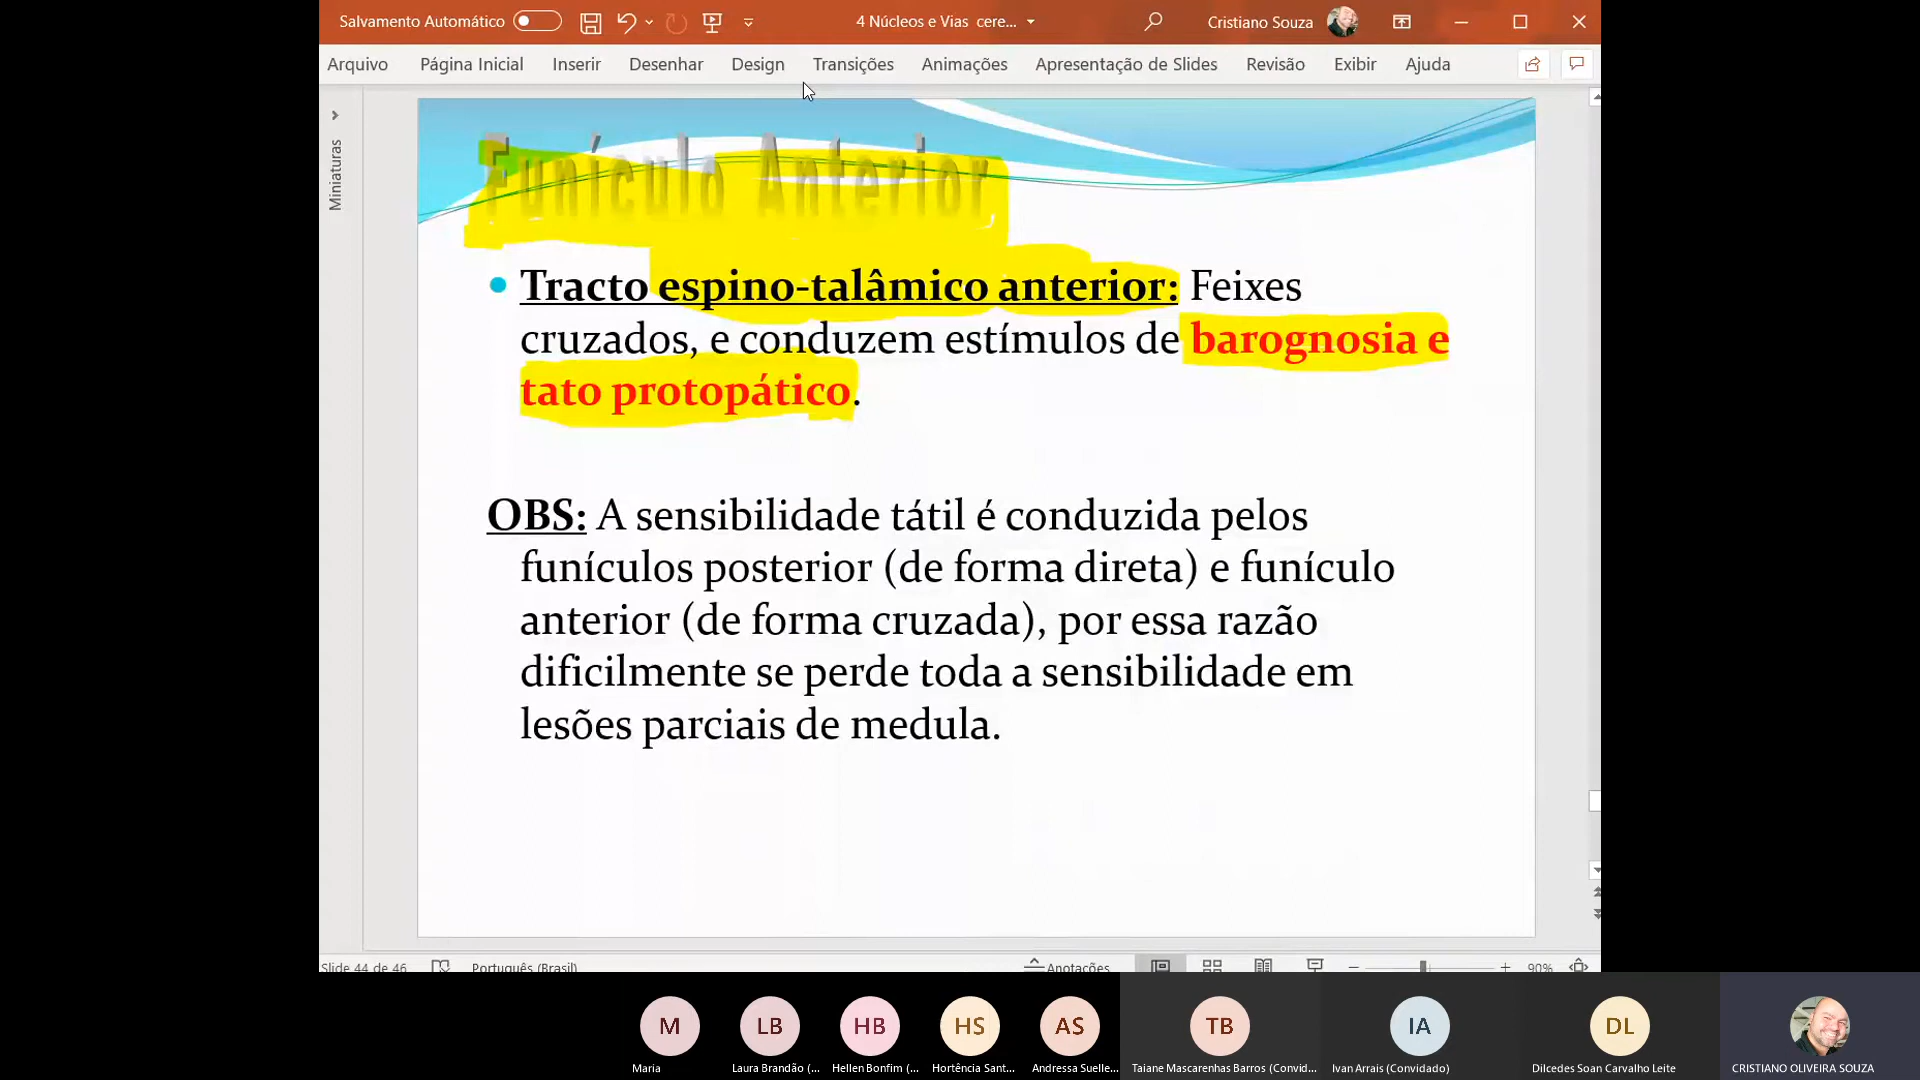 Salvamento Automático
4 Núcleos e Vias cere...
Cristiano Souza
Arquivo Página Inicial Inserir Desenhar Design Transições Animações Apresentação de Slides Revisão Exibir Ajuda
Miniaturas
Funículo Anterior
Tracto espino-talâmico anterior: Feixes
cruzados, e conduzem estímulos de barognosia e
tato protopático.
OBS: A sensibilidade tátil é conduzida pelos
funículos posterior (de forma direta) e funículo
anterior (de forma cruzada), por essa razão
dificilmente se perde toda a sensibilidade em
lesões parciais de medula.
Slide 44 de 46 Português (Brasil) Anotações 90%
M LB HB HS AS TB IA DL
Maria Laura Brandão (... Hellen Bonfim (... Hortência Sant... Andressa Suelle... Taiane Mascarenhas Barros (Convid... Ivan Arrais (Convidado) Dilcedes Soan Carvalho Leite CRISTIANO OLIVEIRA SOUZA